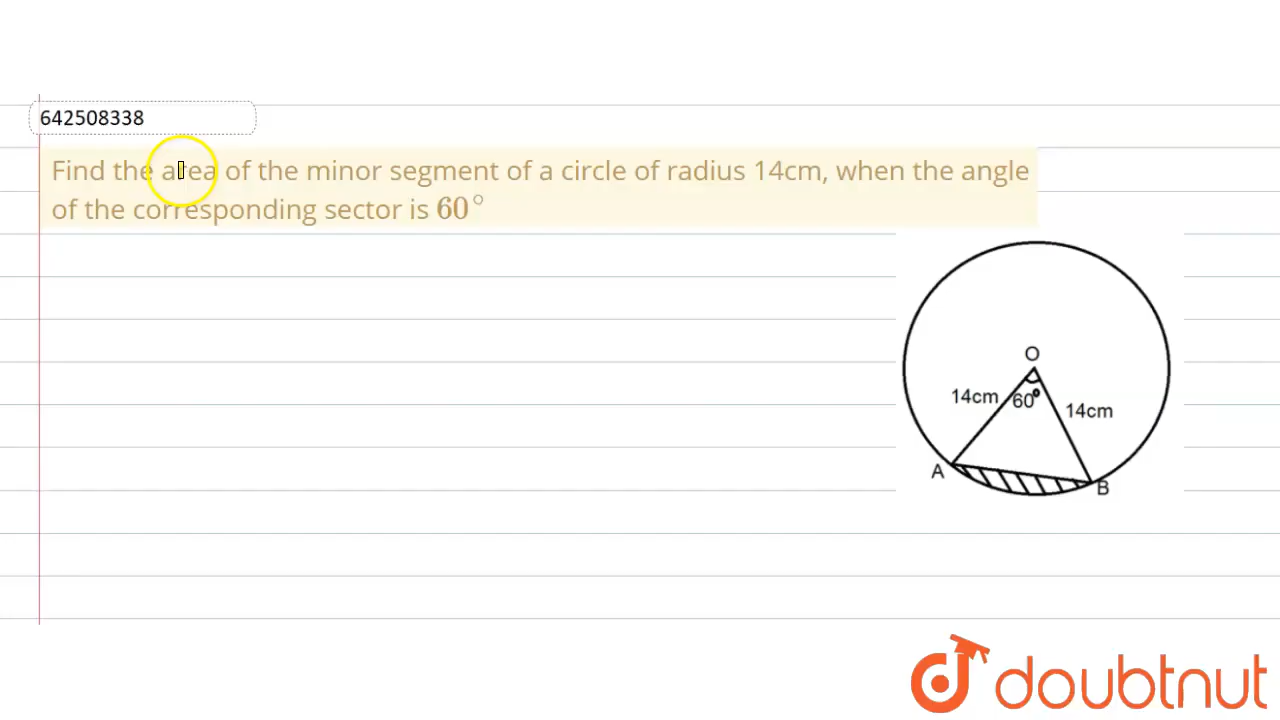 642508338
Find the area of the minor segment of a circle of radius 14cm, when the angle
of the corresponding sector is 60°
O
14cm 60° 14cm
A
B
doubtnut